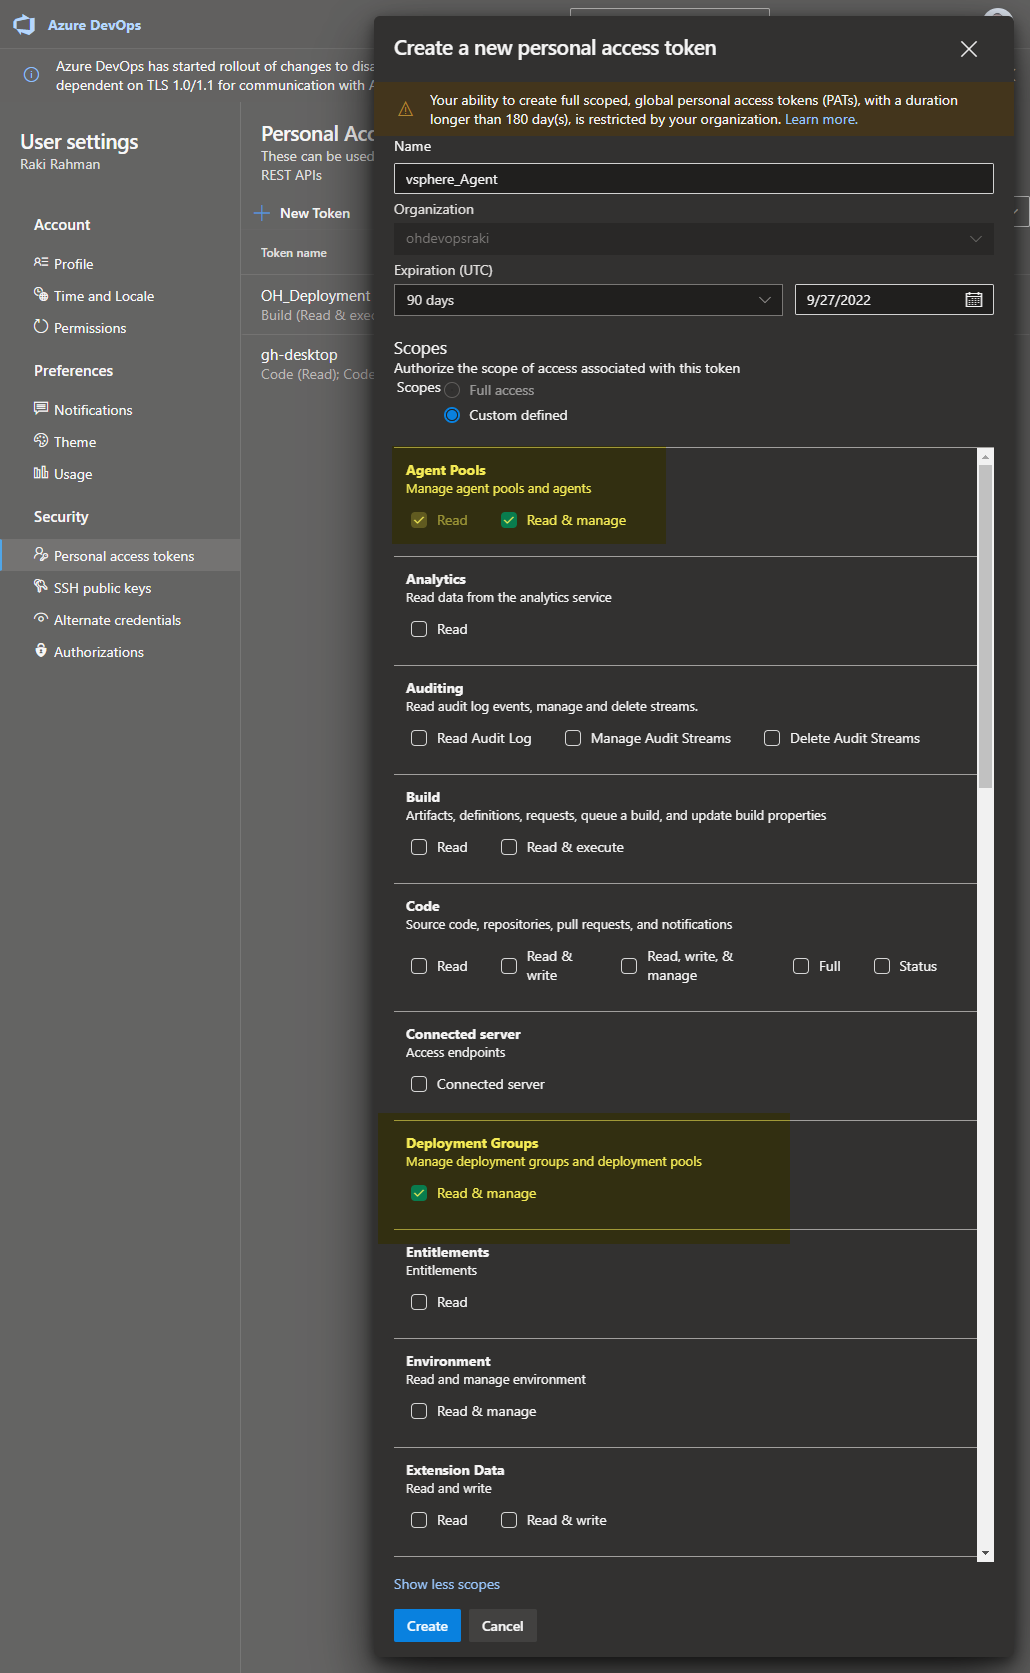 Azure DevOps
Azure DevOps has started rollout of changes to disa
dependent on TLS 1.0/1.1 for communication with A
User settings
Raki Rahman
Account
Profile
Time and Locale
Permissions
Preferences
Notifications
Theme
Usage
Security
Personal access tokens
SSH public keys
Alternate credentials
Authorizations
Personal Acc
These can be used
REST APIs
New Token
Token name
OH_Deployment
Build (Read & exec
gh-desktop
Code (Read); Code
Create a new personal access token
Your ability to create full scoped, global personal access tokens (PATs), with a duration
longer than 180 day(s), is restricted by your organization. Learn more.
Name
vsphere_Agent
Organization
ohdevopsraki
Expiration (UTC)
90 days
9/27/2022
Scopes
Authorize the scope of access associated with this token
Scopes
Full access
Custom defined
Agent Pools
Manage agent pools and agents
Read
Read & manage
Analytics
Read data from the analytics service
Read
Auditing
Read audit log events, manage and delete streams.
Read Audit Log
Manage Audit Streams
Delete Audit Streams
Build
Artifacts, definitions, requests, queue a build, and update build properties
Read
Read & execute
Code
Source code, repositories, pull requests, and notifications
Read
Read &
write
Read, write, &
manage
Full
Status
Connected server
Access endpoints
Connected server
Deployment Groups
Manage deployment groups and deployment pools
Read & manage
Entitlements
Entitlements
Read
Environment
Read and manage environment
Read & manage
Extension Data
Read and write
Read
Read & write
Show less scopes
Create
Cancel